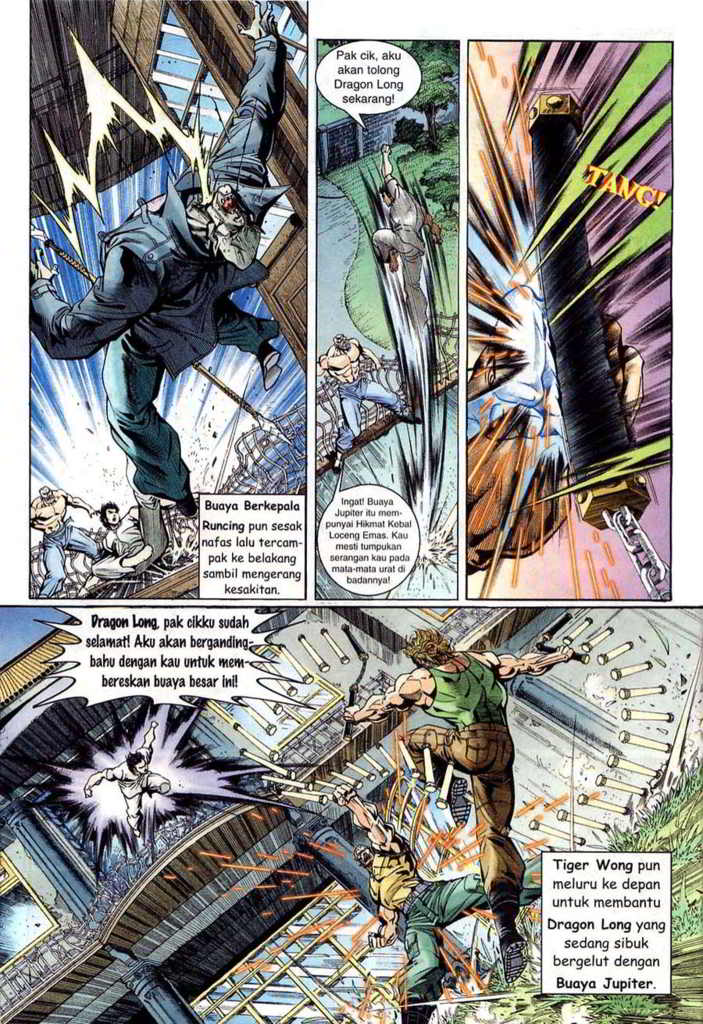 Buaya Berkepala
Runcing pun sesak
nafas lalu tercam-
pak ke belakang
sambil mengerang
kesakitan.
Pak cik, aku
akan tolong
Dragon Long
sekarang!
Ingat! Buaya
Jupiter itu mem-
punyai Hikmat Kebal
Loceng Emas. Kau
mesti tumpukan
serangan kau pada
mata-mata urat di
badannya!
TANG!
Dragon Long, pak cikku sudah
selamat! Aku akan berganding-
bahu dengan kau untuk mem-
bereskan buaya besar ini!
Tiger Wong pun
meluru ke depan
untuk membantu
Dragon Long yang
sedang sibuk
bergelut dengan
Buaya Jupiter.